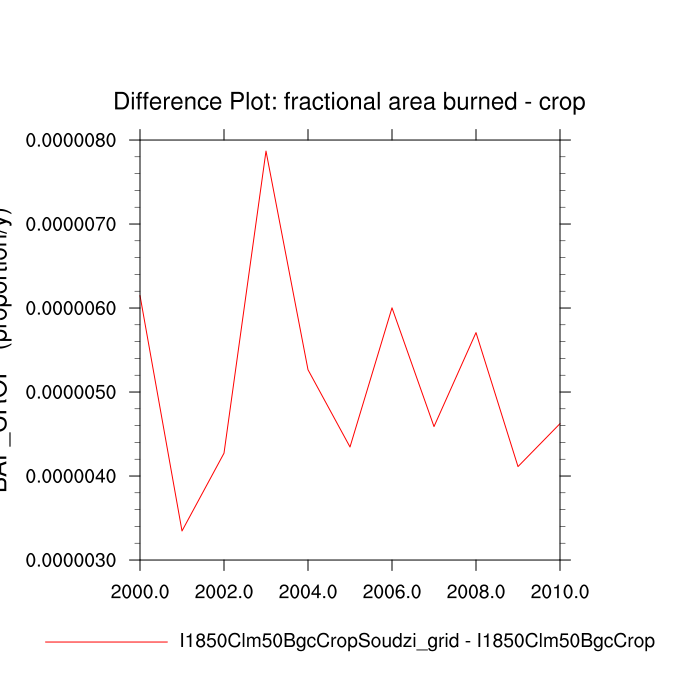 Difference Plot: fractional area burned - crop
0.0000080
0.0000070
0.0000060
0.0000050
0.0000040
0.0000030
(proportion/y)
2000.0 2002.0 2004.0 2006.0 2008.0 2010.0
I1850Clm50BgcCropSoudzi_grid - I1850Clm50BgcCrop